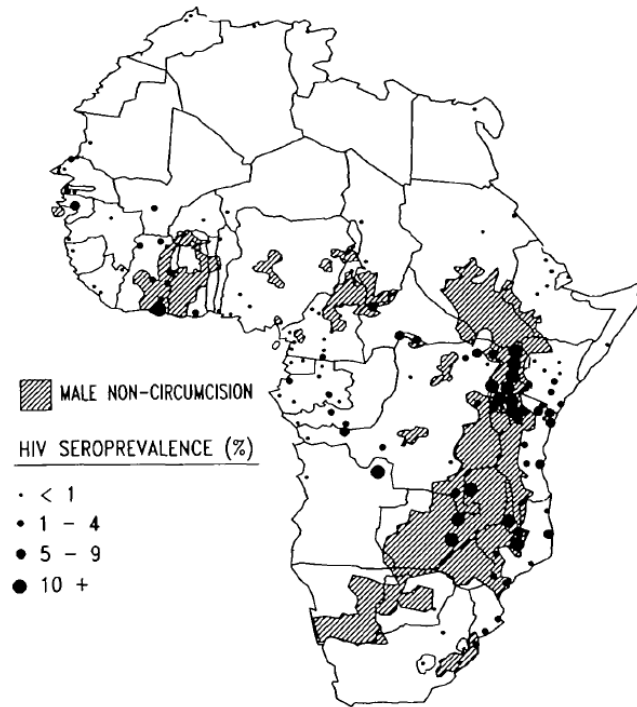 MALE NON-CIRCUMCISION
HIV SEROPREVALENCE (%)
< 1
1 - 4
5 - 9
10 +